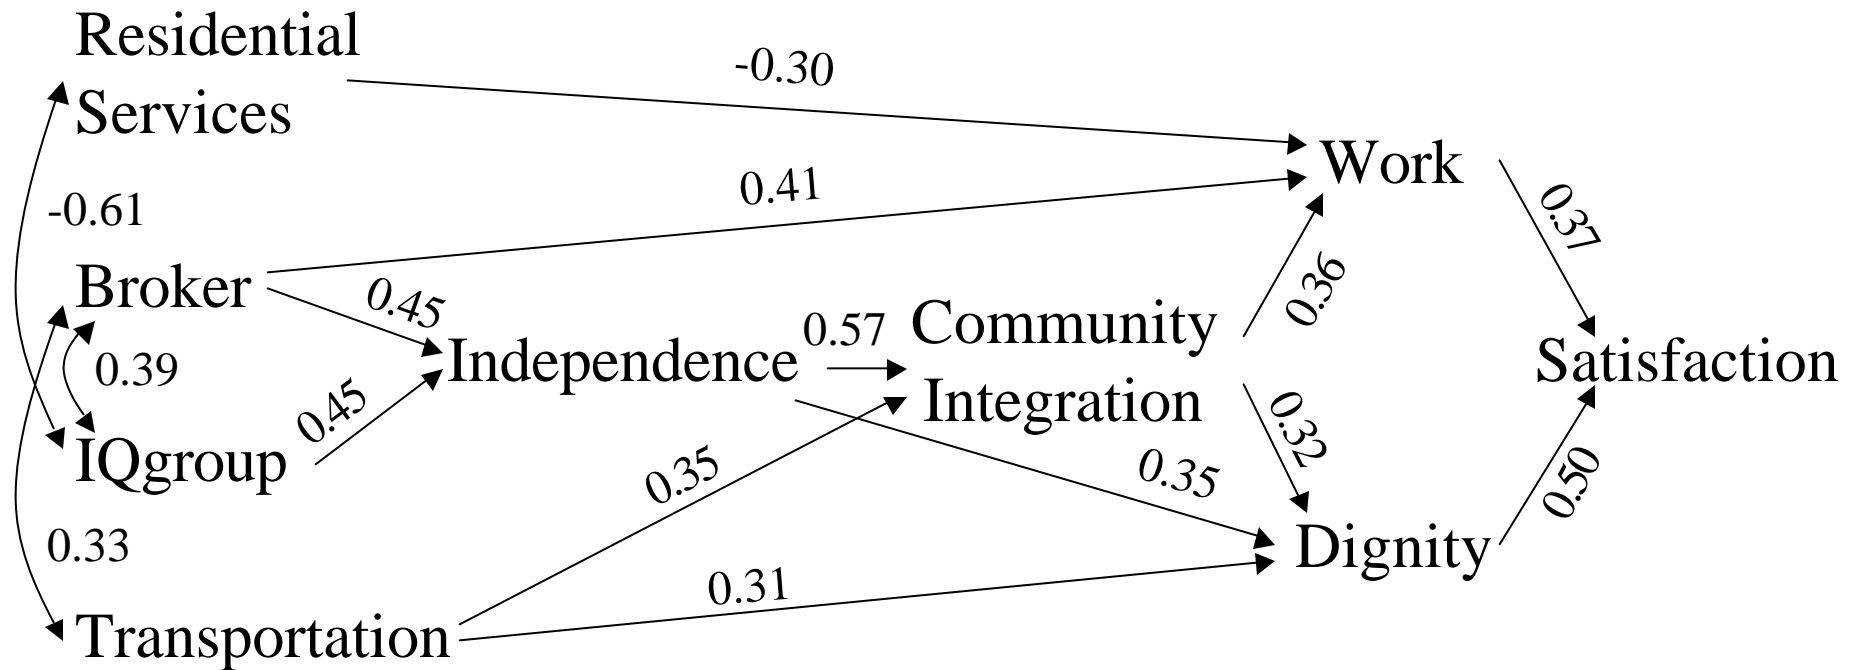 Residential
Services
-0.30
Work
0.41
0.37
-0.61
Broker
0.45
0.36
0.57
Community
Integration
Independence
Satisfaction
0.39
0.45
IQgroup
0.35
0.32
0.35
0.50
Dignity
0.33
0.31
Transportation